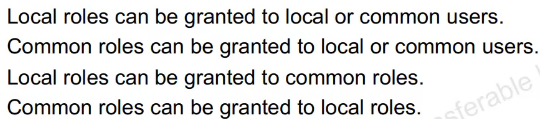 Local roles can be granted to local or common users.
Common roles can be granted to local or common users.
Local roles can be granted to common roles.
Common roles can be granted to local roles.